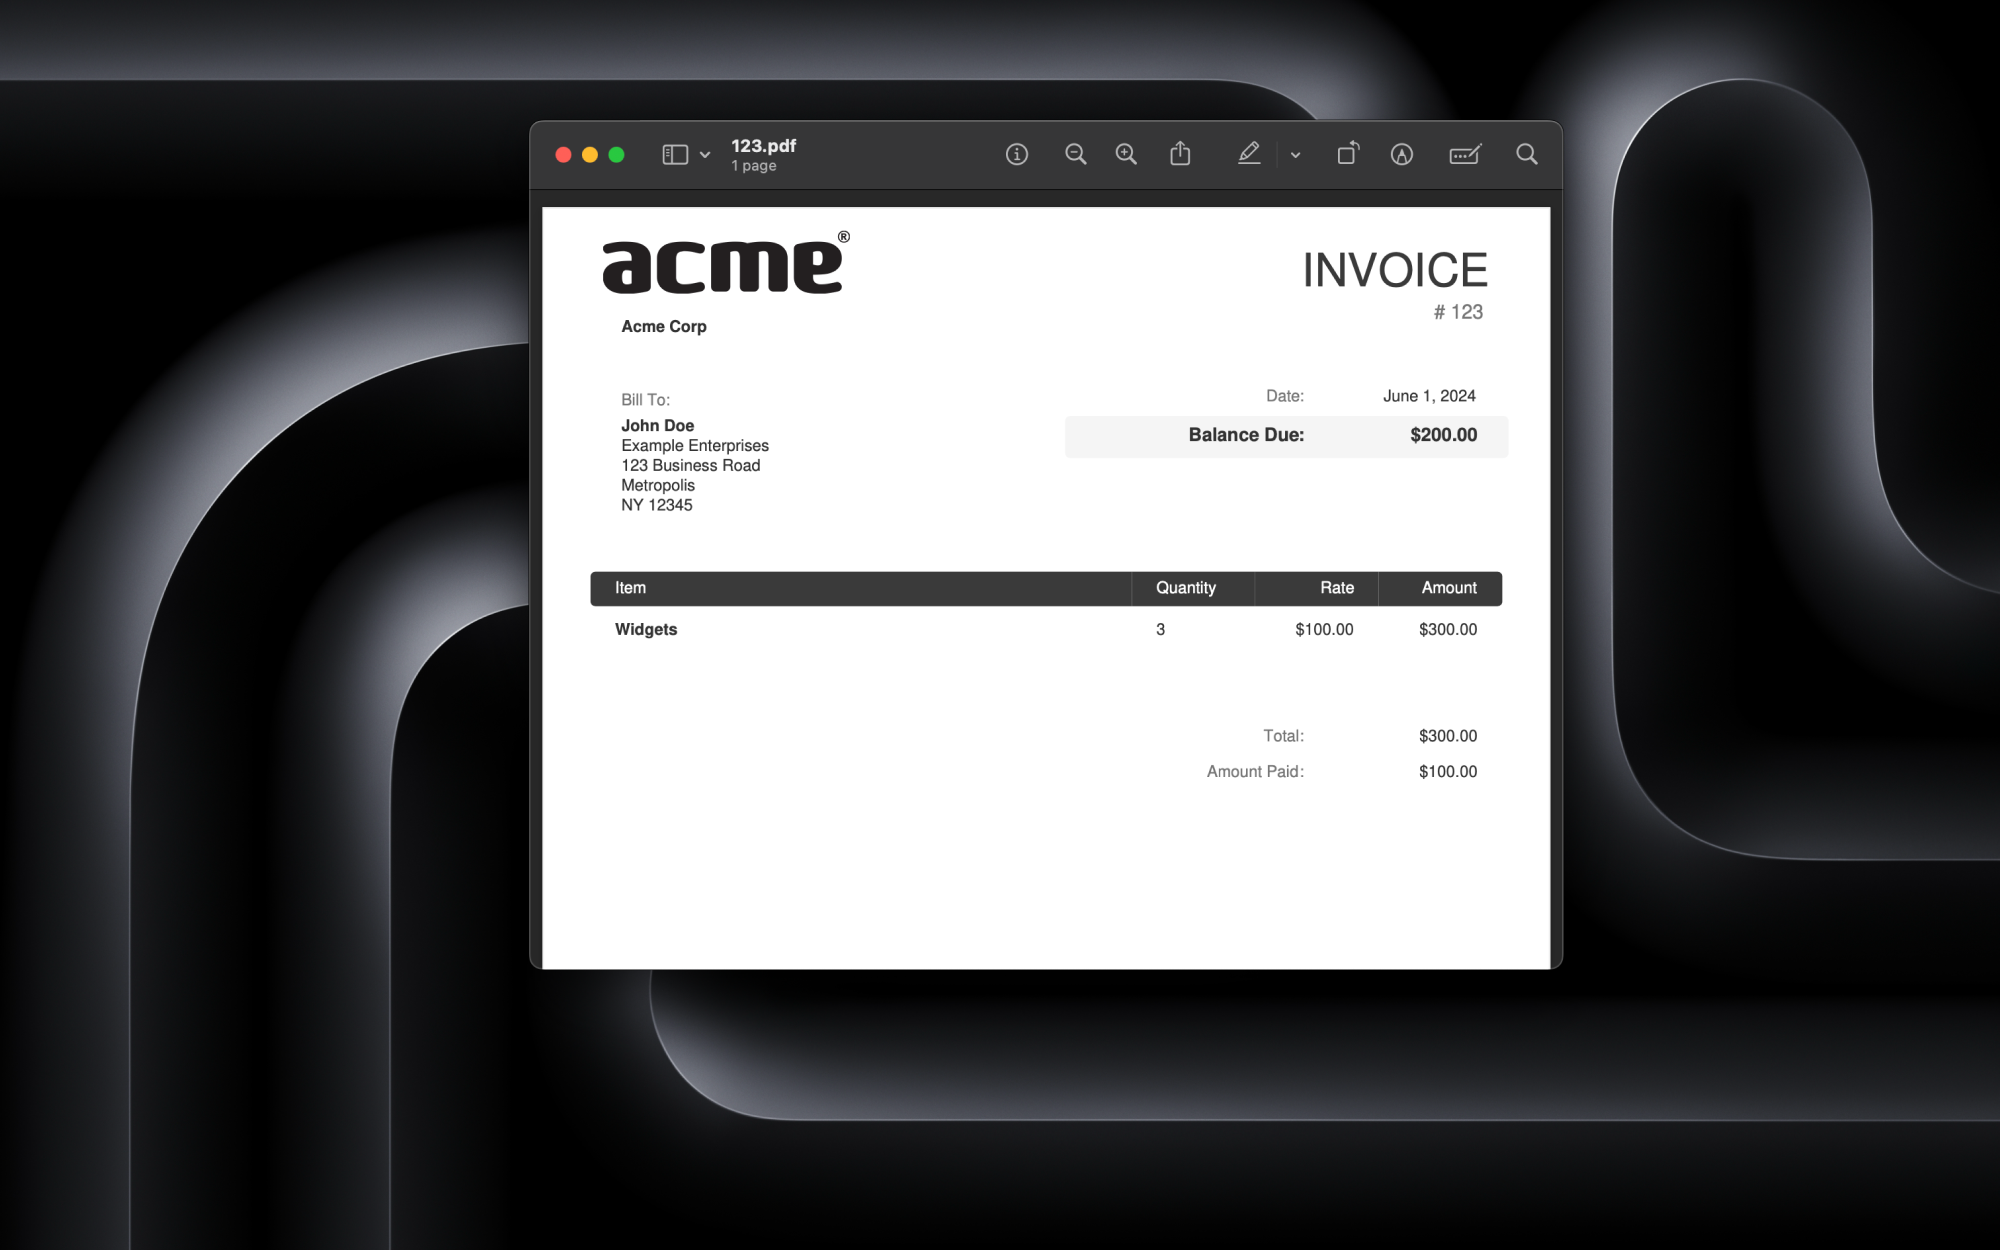 123.pdf
1 page
acme®
INVOICE
# 123
Acme Corp
Date: June 1, 2024
Balance Due: $200.00
Bill To:
John Doe
Example Enterprises
123 Business Road
Metropolis
NY 12345
Item Quantity Rate Amount
Widgets 3 $100.00 $300.00
Total: $300.00
Amount Paid: $100.00